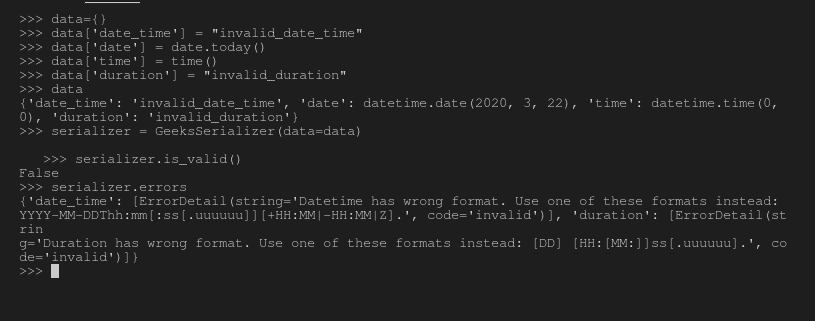 >>> data={}
>>> data['date_time'] = "invalid_date_time"
>>> data['date'] = date.today()
>>> data['time'] = time()
>>> data['duration'] = "invalid_duration"
>>> data
{'date_time': 'invalid_date_time', 'date': datetime.date(2020, 3, 22), 'time': datetime.time(0,
0), 'duration': 'invalid_duration'}
>>> serializer = GeeksSerializer(data=data)
>>> serializer.is_valid()
False
>>> serializer.errors
{'date_time': [ErrorDetail(string='Datetime has wrong format. Use one of these formats instead:
YYYY-MM-DDThh:mm[:ss[.uuuuuu]][+HH:MM|-HH:MM|Z].', code='invalid')], 'duration': [ErrorDetail(st
rin
g='Duration has wrong format. Use one of these formats instead: [DD] [HH:[MM:]]ss[.uuuuuu].', co
de='invalid')]}
>>>